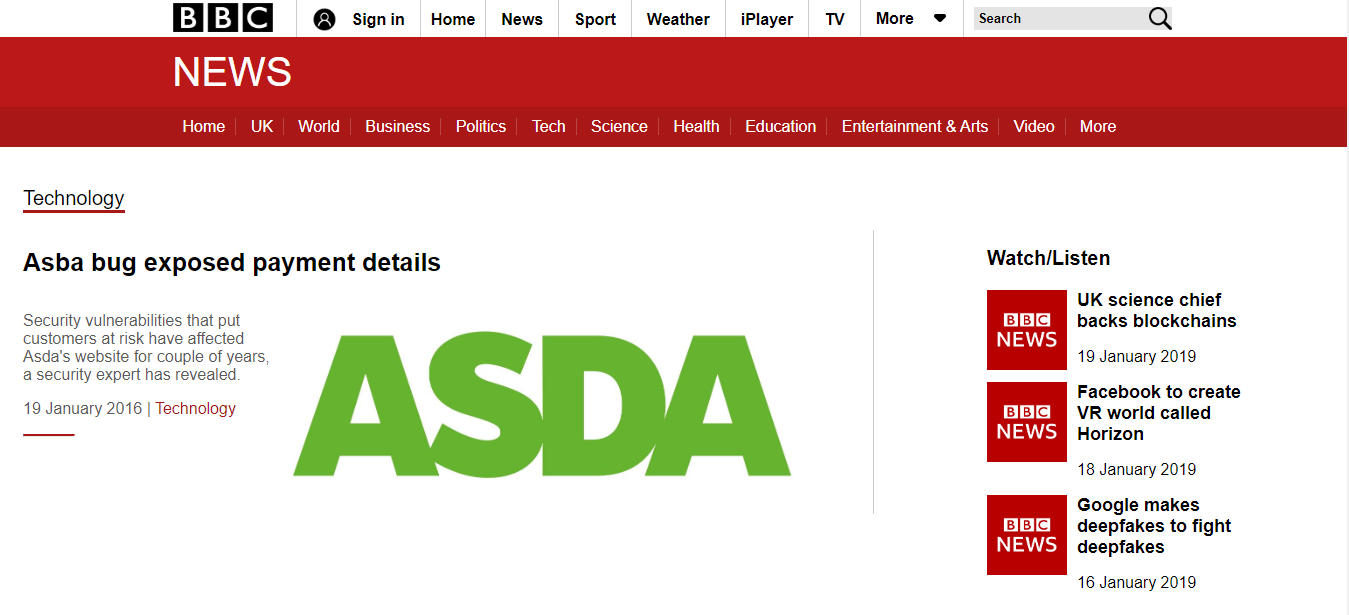 BBC
Sign in
Home
News
Sport
Weather
iPlayer
TV
More
Search
NEWS
Home
UK
World
Business
Politics
Tech
Science
Health
Education
Entertainment & Arts
Video
More
Technology
Asba bug exposed payment details
Security vulnerabilities that put
customers at risk have affected
Asda's website for couple of years,
a security expert has revealed.
19 January 2016 | Technology
ASDA
Watch/Listen
BBC
NEWS
UK science chief
backs blockchains
19 January 2019
BBC
NEWS
Facebook to create
VR world called
Horizon
18 January 2019
BBC
NEWS
Google makes
deepfakes to fight
deepfakes
16 January 2019